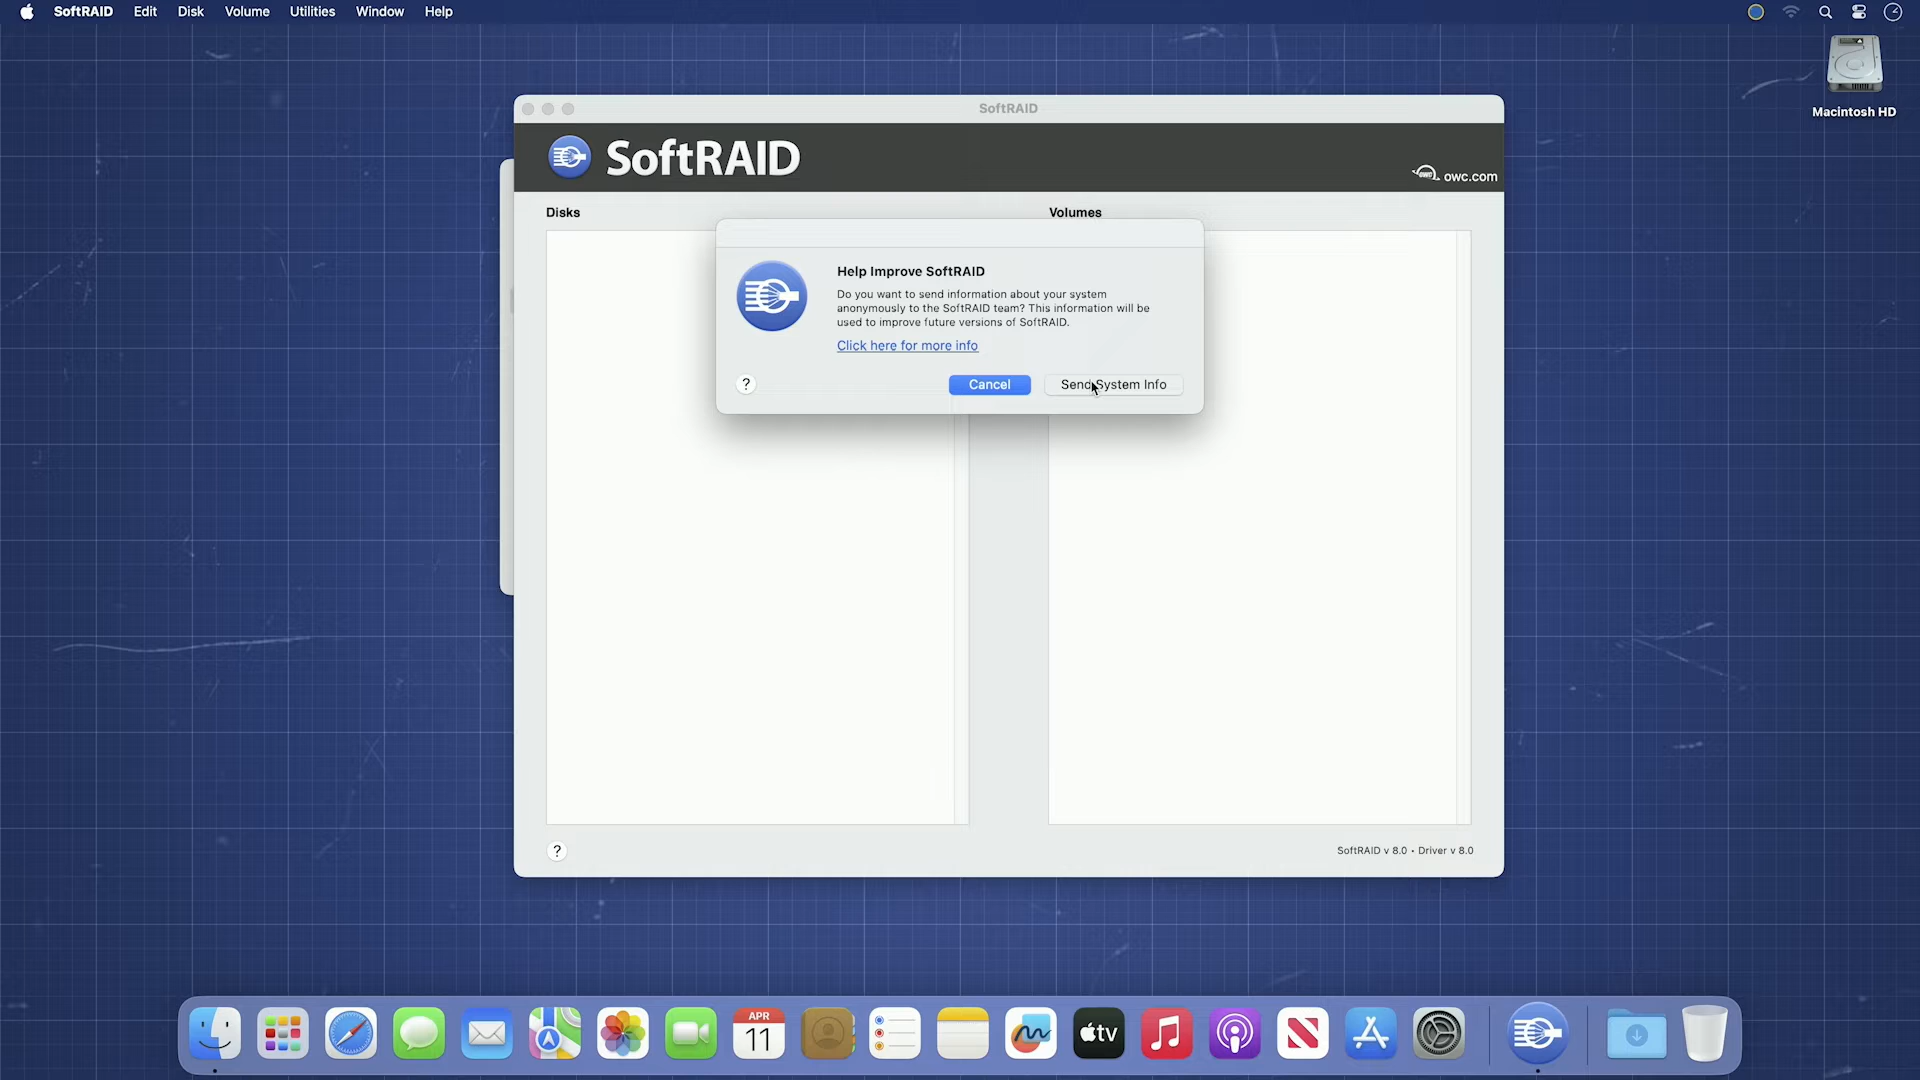 SoftRAID Edit Disk Volume Utilities Window Help
Macintosh HD
SoftRAID
SoftRAID
OWC owc.com
Disks
Volumes
Help Improve SoftRAID
Do you want to send information about your system
anonymously to the SoftRAID team? This information will be
used to improve future versions of SoftRAID.
Click here for more info
?
Cancel
Send System Info
?
SoftRAID v 8.0 • Driver v 8.0
APR
11
tv